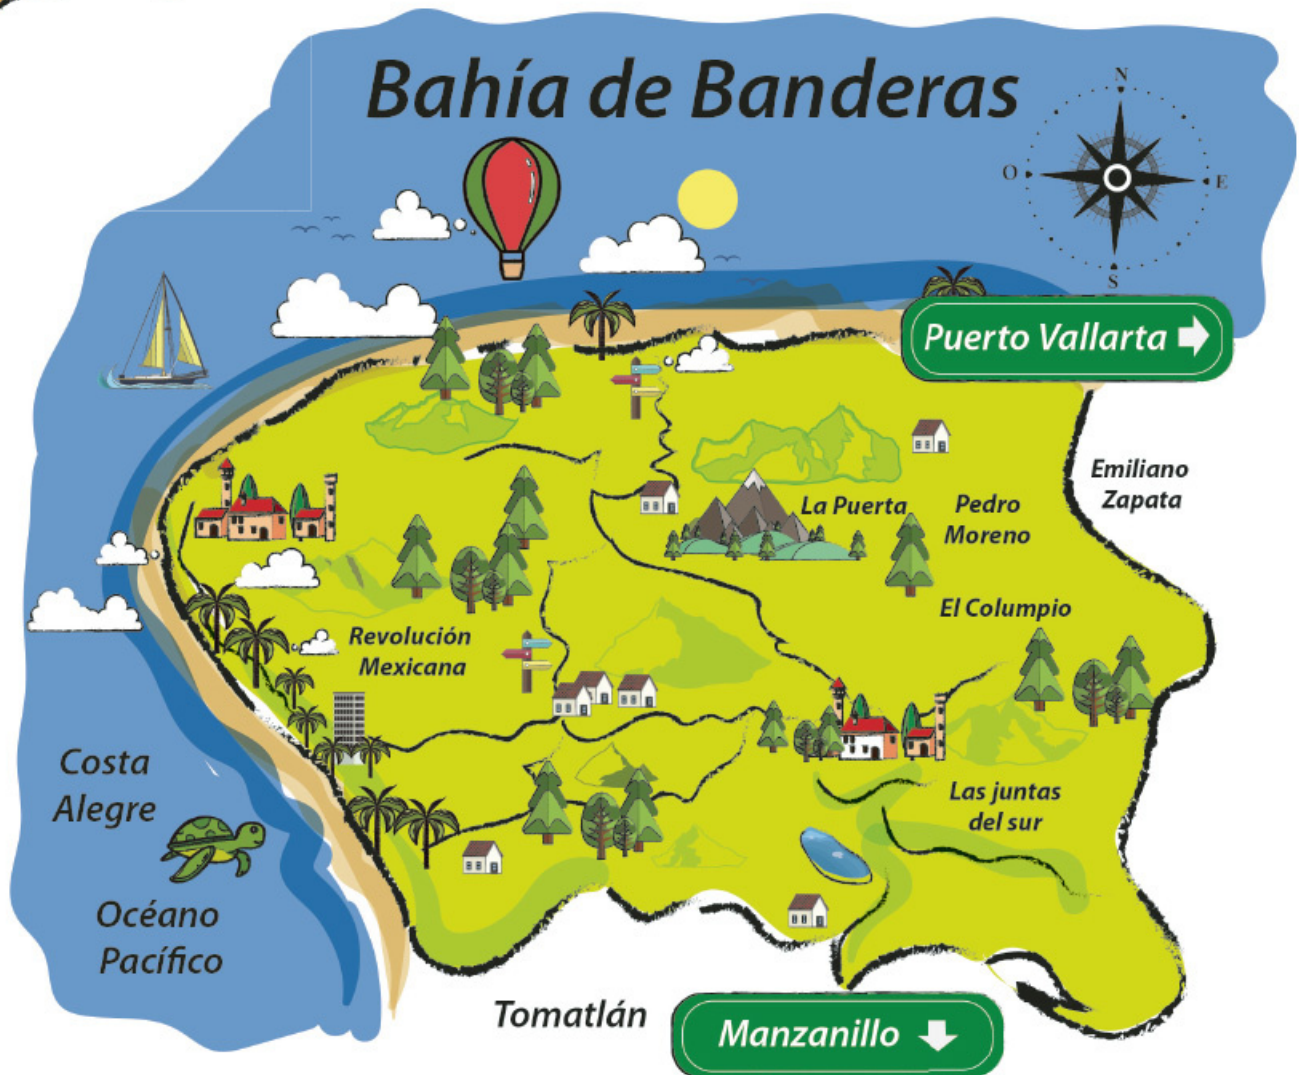 Bahía de Banderas
N
O
E
S
Puerto Vallarta
Emiliano
Zapata
La Puerta
Pedro
Moreno
El Columpio
Revolución
Mexicana
Costa
Alegre
Las juntas
del sur
Océano
Pacífico
Tomatlán
Manzanillo